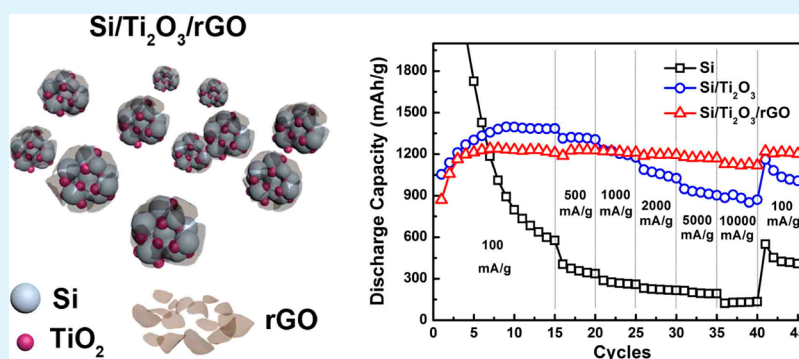 Si/Ti₂O₃/rGO
Si
TiO₂
rGO
Discharge Capacity (mAh/g)
1800
1500
1200
900
600
300
0
Si
Si/Ti₂O₃
Si/Ti₂O₃/rGO
100
mA/g
500
mA/g
1000
mA/g
2000
mA/g
5000
mA/g
10000
mA/g
100
mA/g
0 5 10 15 20 25 30 35 40 45
Cycles